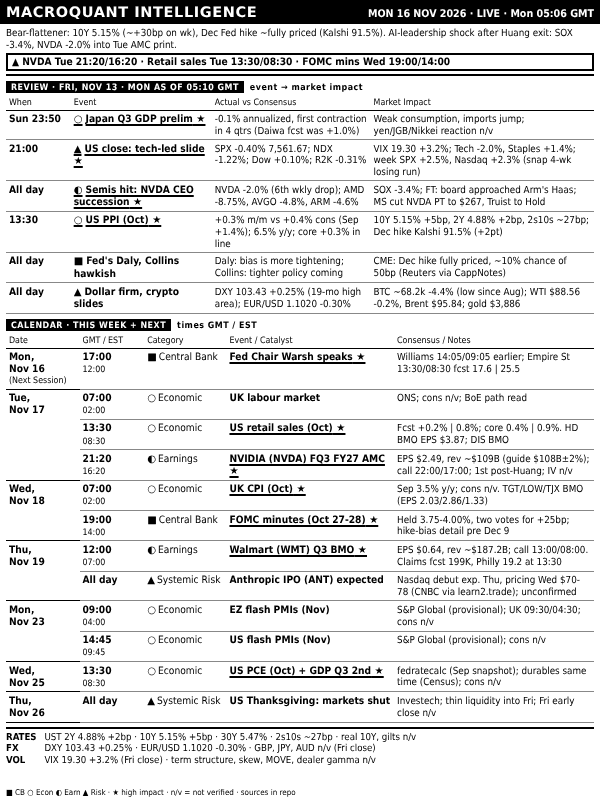 MACROQUANT INTELLIGENCE MON 16 NOV 2026 · LIVE · Mon 05:06 GMT
Bear-flattener: 10Y 5.15% (~+30bp on wk), Dec Fed hike ~fully priced (Kalshi 91.5%). AI-leadership shock after Huang exit: SOX
-3.4%, NVDA -2.0% into Tue AMC print.
▲ NVDA Tue 21:20/16:20 · Retail sales Tue 13:30/08:30 · FOMC mins Wed 19:00/14:00
REVIEW · FRI, NOV 13 · MON AS OF 05:10 GMT event → market impact
When Event Actual vs Consensus Market Impact
Sun 23:50 ○ Japan Q3 GDP prelim ★ -0.1% annualized, first contraction Weak consumption, imports jump;
in 4 qtrs (Daiwa fcst was +1.0%) yen/JGB/Nikkei reaction n/v
21:00 ▲ US close: tech-led slide SPX -0.40% 7,561.67; NDX VIX 19.30 +3.2%; Tech -2.0%, Staples +1.4%;
★ -1.22%; Dow +0.10%; R2K -0.31% week SPX +2.5%, Nasdaq +2.3% (snap 4-wk
losing run)
All day ◐ Semis hit: NVDA CEO NVDA -2.0% (6th wkly drop); AMD SOX -3.4%; FT: board approached Arm's Haas;
succession ★ -8.75%, AVGO -4.8%, ARM -4.6% MS cut NVDA PT to $267, Truist to Hold
13:30 ○ US PPI (Oct) ★ +0.3% m/m vs +0.4% cons (Sep 10Y 5.15% +5bp, 2Y 4.88% +2bp, 2s10s ~27bp;
+1.4%); 6.5% y/y; core +0.3% in Dec hike Kalshi 91.5% (+2pt)
line
All day ■ Fed's Daly, Collins Daly: bias is more tightening; CME: Dec hike fully priced, ~10% chance of
hawkish Collins: tighter policy coming 50bp (Reuters via CappNotes)
All day ▲ Dollar firm, crypto DXY 103.43 +0.25% (19-mo high BTC ~68.2k -4.4% (low since Aug); WTI $88.56
slides area); EUR/USD 1.1020 -0.30% -0.2%, Brent $95.84; gold $3,886
CALENDAR · THIS WEEK + NEXT times GMT / EST
Date GMT / EST Category Event / Catalyst Consensus / Notes
Mon, 17:00 ■ Central Bank Fed Chair Warsh speaks ★ Williams 14:05/09:05 earlier; Empire St
Nov 16 12:00 13:30/08:30 fcst 17.6 | 25.5
(Next Session)
Tue, 07:00 ○ Economic UK labour market ONS; cons n/v; BoE path read
Nov 17 02:00
13:30 ○ Economic US retail sales (Oct) ★ Fcst +0.2% | 0.8%; core 0.4% | 0.9%. HD
08:30 BMO EPS $3.87; DIS BMO
21:20 ◐ Earnings NVIDIA (NVDA) FQ3 FY27 AMC EPS $2.49, rev ~$109B (guide $108B±2%);
16:20 ★ call 22:00/17:00; 1st post-Huang; IV n/v
Wed, 07:00 ○ Economic UK CPI (Oct) ★ Sep 3.5% y/y; cons n/v. TGT/LOW/TJX BMO
Nov 18 02:00 (EPS 2.03/2.86/1.33)
19:00 ■ Central Bank FOMC minutes (Oct 27-28) ★ Held 3.75-4.00%, two votes for +25bp;
14:00 hike-bias detail pre Dec 9
Thu, 12:00 ◐ Earnings Walmart (WMT) Q3 BMO ★ EPS $0.64, rev ~$187.2B; call 13:00/08:00.
Nov 19 07:00 Claims fcst 199K, Philly 19.2 at 13:30
All day ▲ Systemic Risk Anthropic IPO (ANT) expected Nasdaq debut exp. Thu, pricing Wed $70-
78 (CNBC via learn2.trade); unconfirmed
Mon, 09:00 ○ Economic EZ flash PMIs (Nov) S&P Global (provisional); UK 09:30/04:30;
Nov 23 04:00 cons n/v
14:45 ○ Economic US flash PMIs (Nov) S&P Global (provisional); cons n/v
09:45
Wed, 13:30 ○ Economic US PCE (Oct) + GDP Q3 2nd ★ fedratecalc (Sep snapshot); durables same
Nov 25 08:30 time (Census); cons n/v
Thu, All day ▲ Systemic Risk US Thanksgiving: markets shut Investech; thin liquidity into Fri; Fri early
Nov 26 close n/v
RATES UST 2Y 4.88% +2bp · 10Y 5.15% +5bp · 30Y 5.47% · 2s10s ~27bp · real 10Y, gilts n/v
FX DXY 103.43 +0.25% · EUR/USD 1.1020 -0.30% · GBP, JPY, AUD n/v (Fri close)
VOL VIX 19.30 +3.2% (Fri close) · term structure, skew, MOVE, dealer gamma n/v
■ CB ○ Econ ◐ Earn ▲ Risk · ★ high impact · n/v = not verified · sources in repo